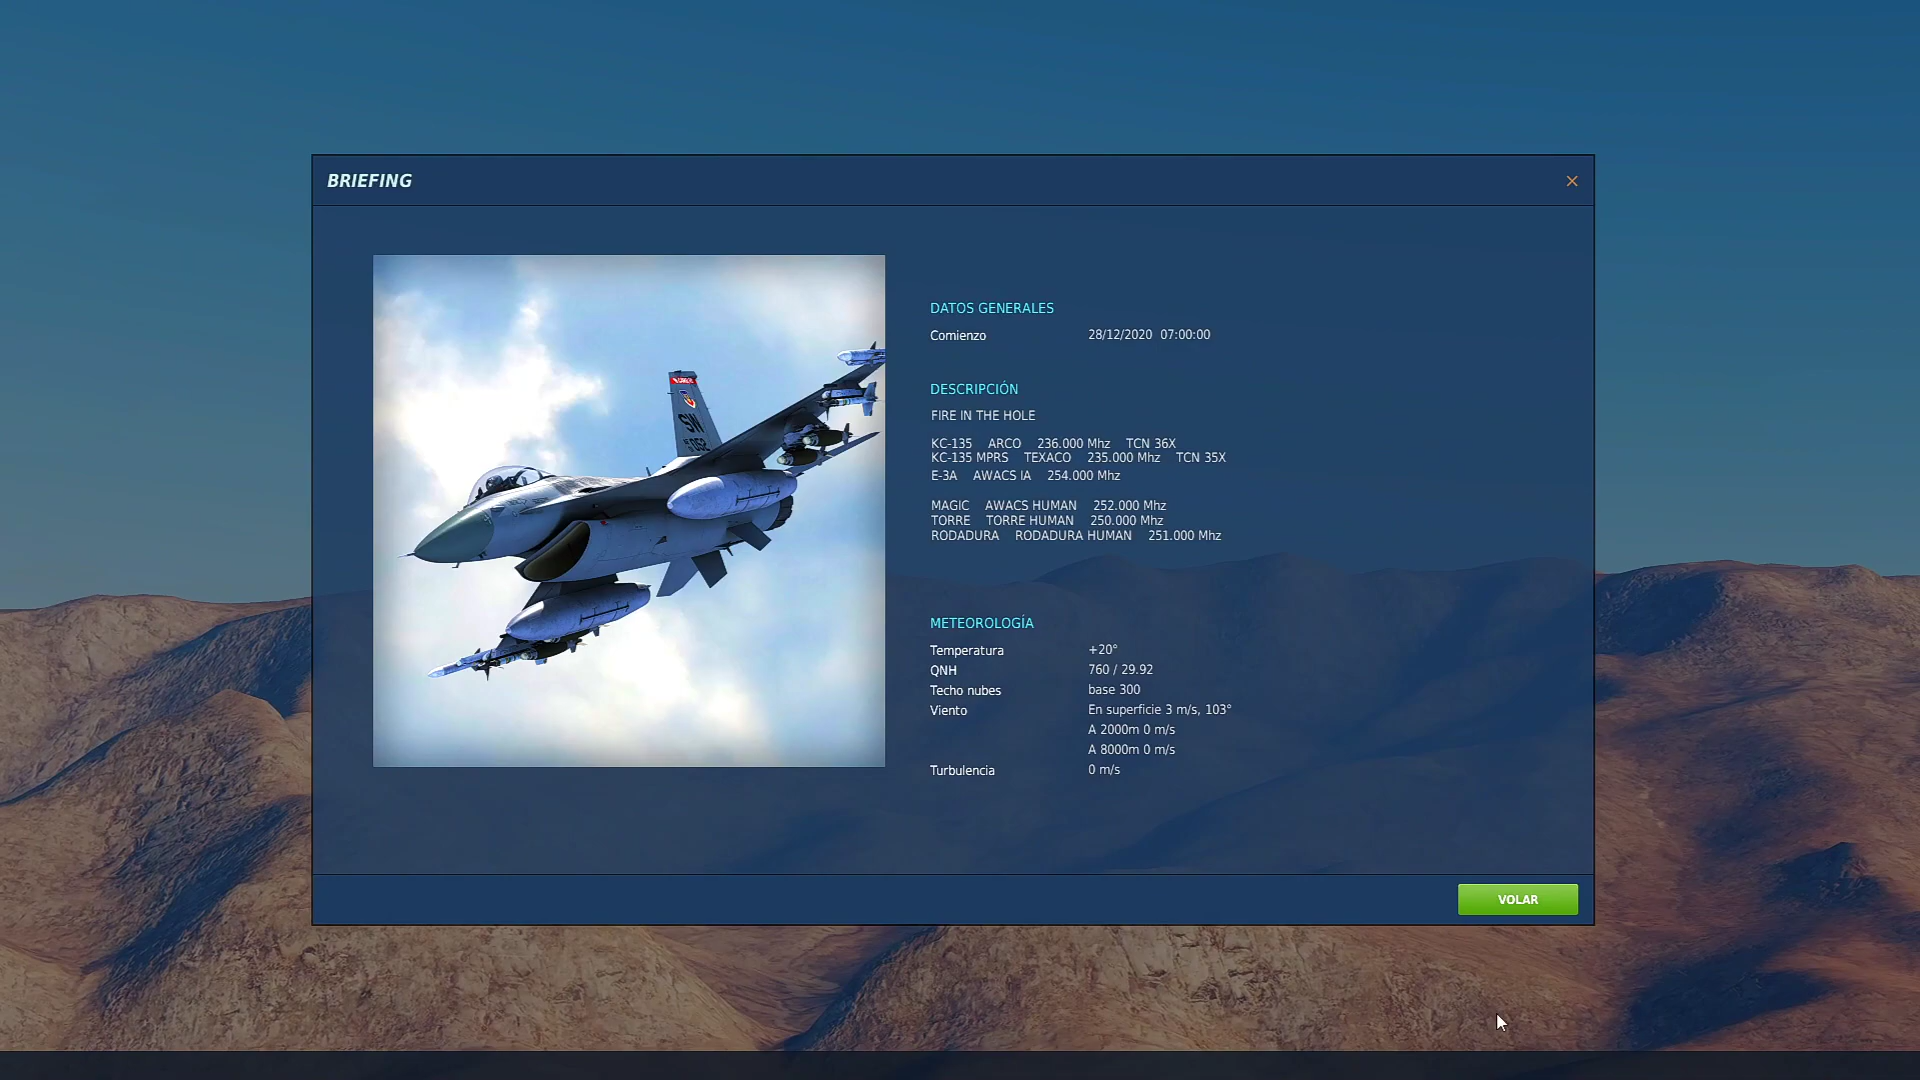 BRIEFING
DATOS GENERALES
Comienzo 28/12/2020 07:00:00
DESCRIPCIÓN
FIRE IN THE HOLE
KC-135 ARCO 236.000 Mhz TCN 36X
KC-135 MPRS TEXACO 235.000 Mhz TCN 35X
E-3A AWACS IA 254.000 Mhz
MAGIC AWACS HUMAN 252.000 Mhz
TORRE TORRE HUMAN 250.000 Mhz
RODADURA RODADURA HUMAN 251.000 Mhz
METEOROLOGÍA
Temperatura +20°
QNH 760 / 29.92
Techo nubes base 300
Viento En superficie 3 m/s, 103°
A 2000m 0 m/s
A 8000m 0 m/s
Turbulencia 0 m/s
VOLAR
SW